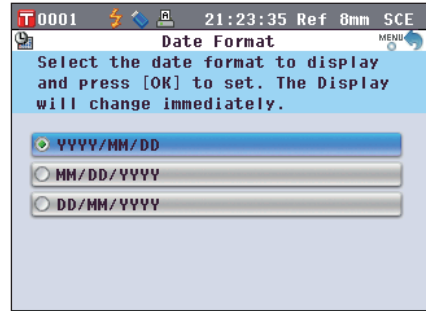 T0001 21:23:35 Ref 8mm SCE
Date Format MENU
Select the date format to display
and press [OK] to set. The Display
will change immediately.
YYYY/MM/DD
MM/DD/YYYY
DD/MM/YYYY